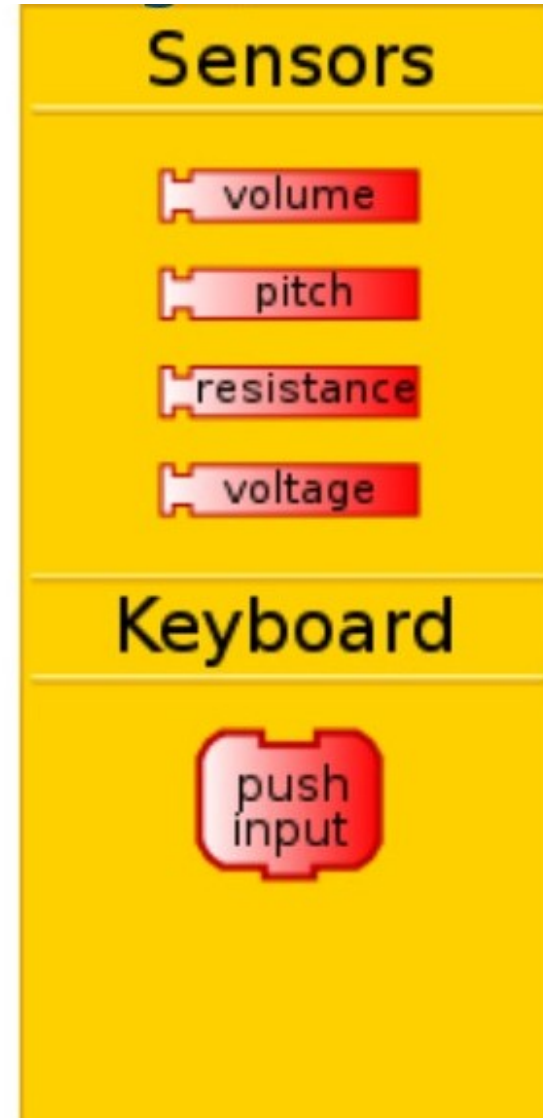 Sensors
volume
pitch
resistance
voltage
Keyboard
push
input